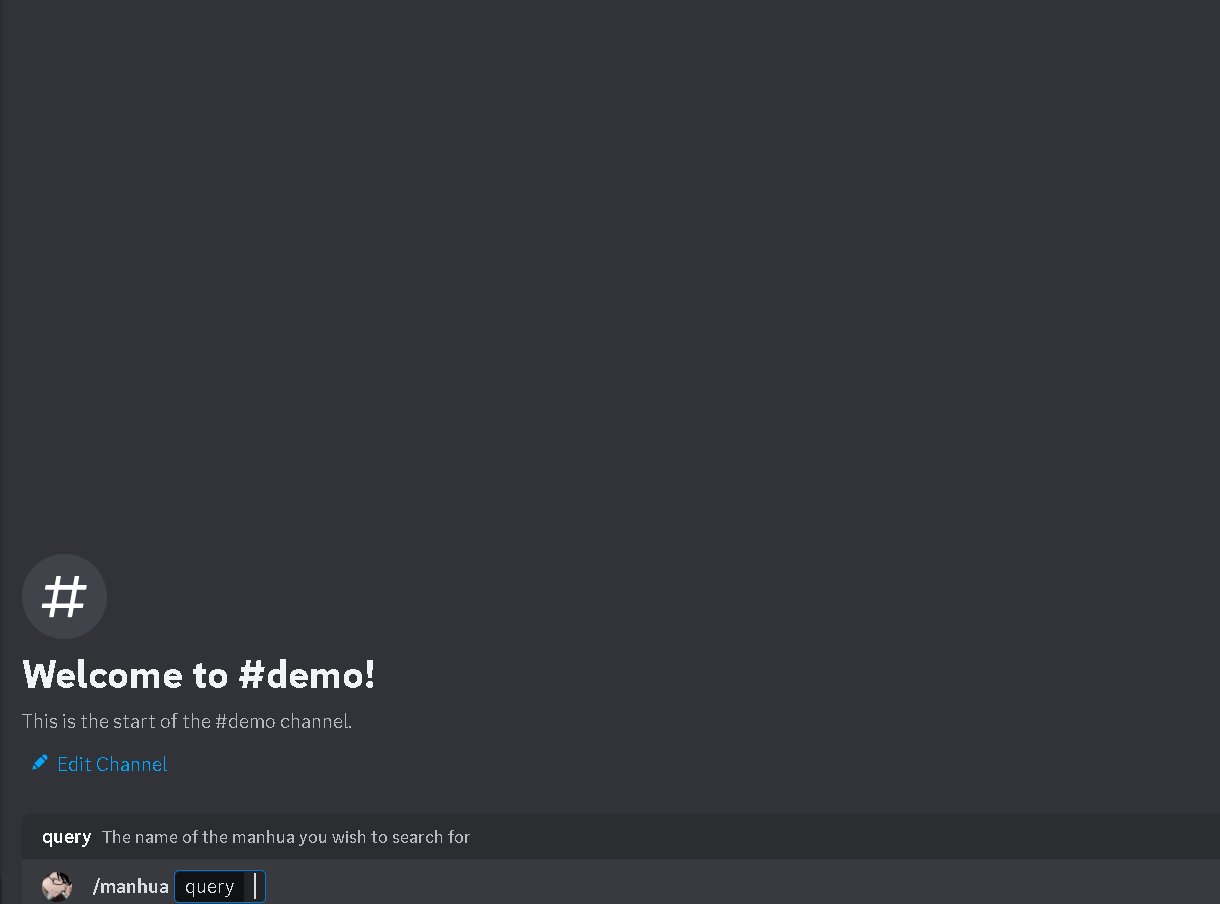 #
Welcome to #demo!
This is the start of the #demo channel.
Edit Channel
query The name of the manhua you wish to search for
/manhua query